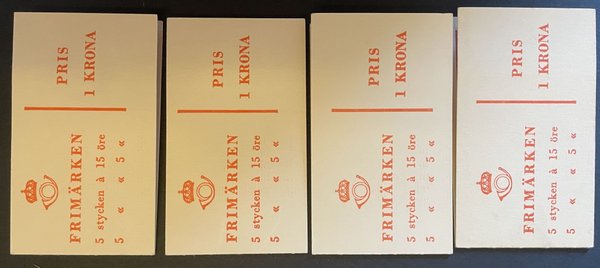 FRIMÄRKEN
5 stycken à 15 öre
5 « « 5 «
PRIS
1 KRONA
FRIMÄRKEN
5 stycken à 15 öre
5 « « 5 «
PRIS
1 KRONA
FRIMÄRKEN
5 stycken à 15 öre
5 « « 5 «
PRIS
1 KRONA
FRIMÄRKEN
5 stycken à 15 öre
5 « « 5 «
PRIS
1 KRONA